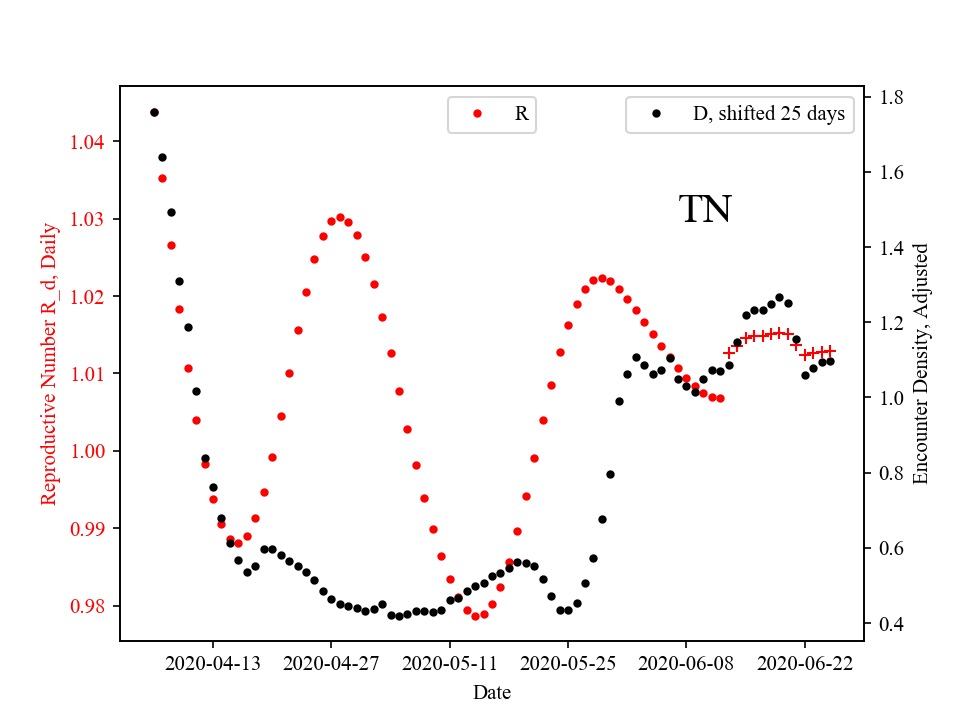 R
D, shifted 25 days
TN
1.04
1.03
1.02
1.01
1.00
0.99
0.98
Reproductive Number R_d, Daily
1.8
1.6
1.4
1.2
1.0
0.8
0.6
0.4
Encounter Density, Adjusted
2020-04-13 2020-04-27 2020-05-11 2020-05-25 2020-06-08 2020-06-22
Date